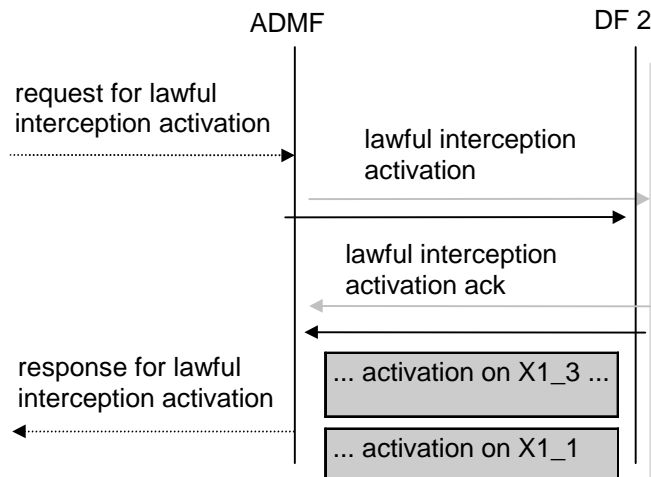 ADMF
DF 2
request for lawful
interception activation
lawful interception
activation
lawful interception
activation ack
response for lawful
interception activation
... activation on X1_3 ...
... activation on X1_1